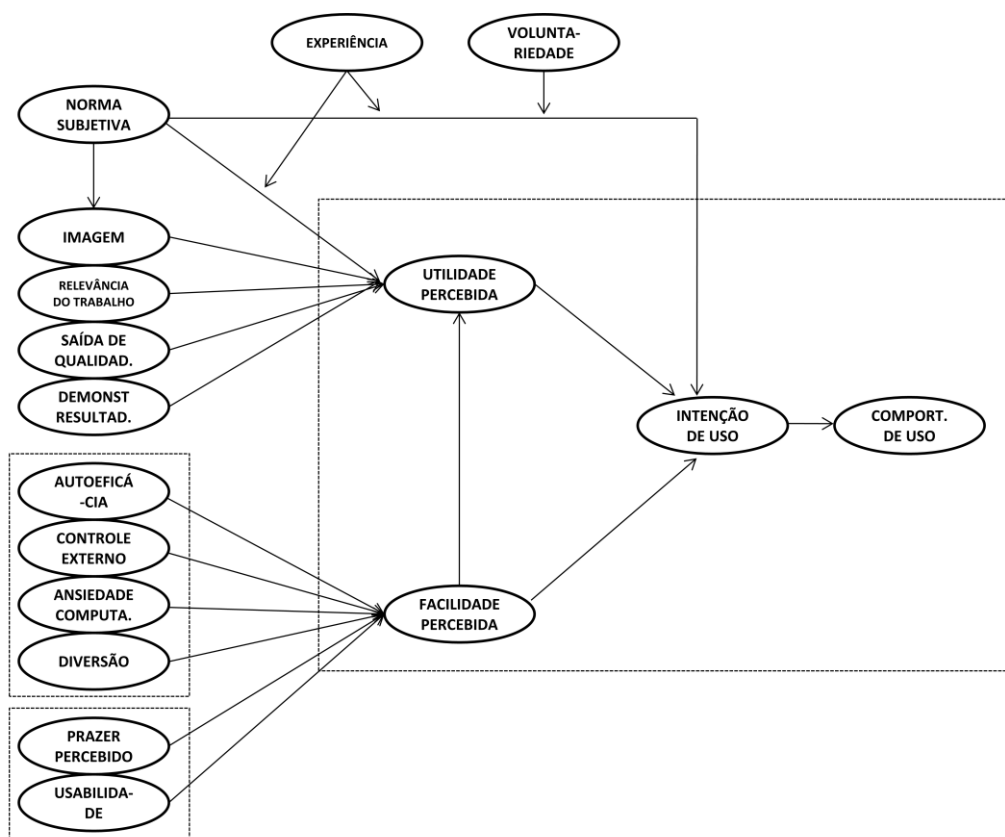 EXPERIÊNCIA
VOLUNTA-
RIEDADE
NORMA
SUBJETIVA
IMAGEM
RELEVÂNCIA
DO TRABALHO
SAÍDA DE
QUALIDAD.
DEMONST
RESULTAD.
UTILIDADE
PERCEBIDA
INTENÇÃO
DE USO
COMPORT.
DE USO
AUTOEFICÁ
-CIA
CONTROLE
EXTERNO
ANSIEDADE
COMPUTA.
DIVERSÃO
FACILIDADE
PERCEBIDA
PRAZER
PERCEBIDO
USABILIDA-
DE